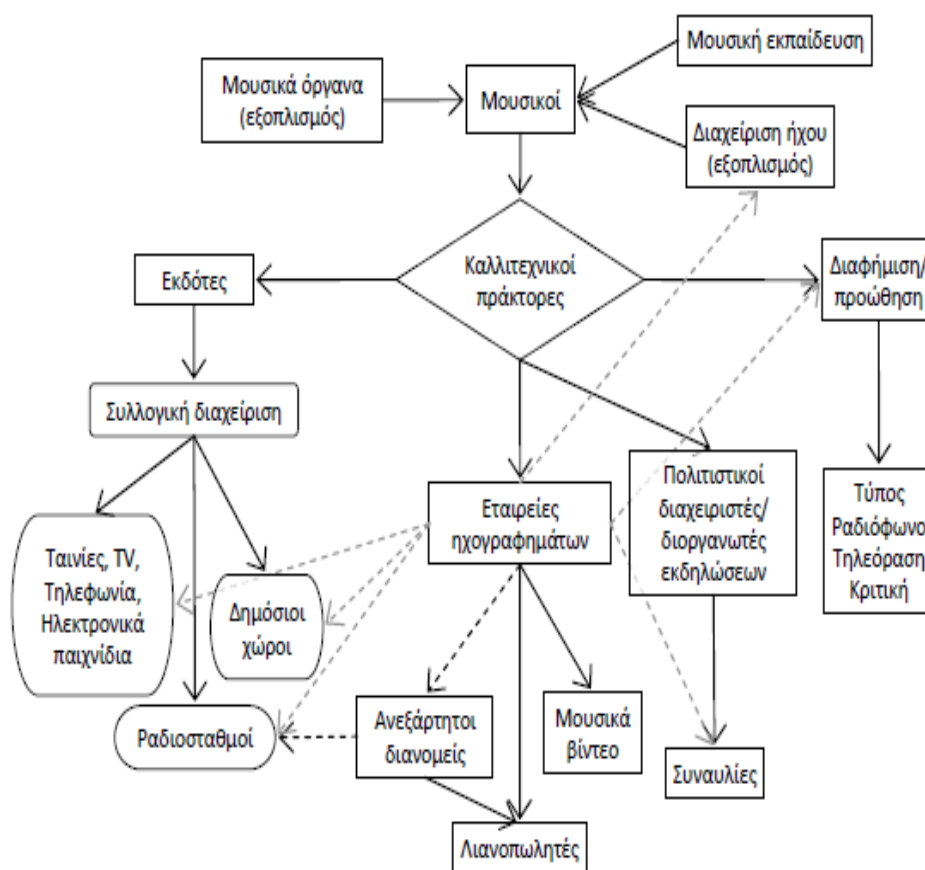 Μουσική εκπαίδευση
Μουσικά όργανα
(εξοπλισμός)
Μουσικοί
Διαχείριση ήχου
(εξοπλισμός)
Εκδότες
Καλλιτεχνικοί
πράκτορες
Διαφήμιση/
προώθηση
Συλλογική διαχείριση
Ταινίες, TV,
Τηλεφωνία,
Ηλεκτρονικά
παιχνίδια
Δημόσιοι
χώροι
Εταιρείες
ηχογραφημάτων
Πολιτιστικοί
διαχειριστές/
διοργανωτές
εκδηλώσεων
Τύπος
Ραδιόφωνο
Τηλεόραση
Κριτική
Ραδιοσταθμοί
Ανεξάρτητοι
διανομείς
Μουσικά
βίντεο
Συναυλίες
Λιανοπωλητές